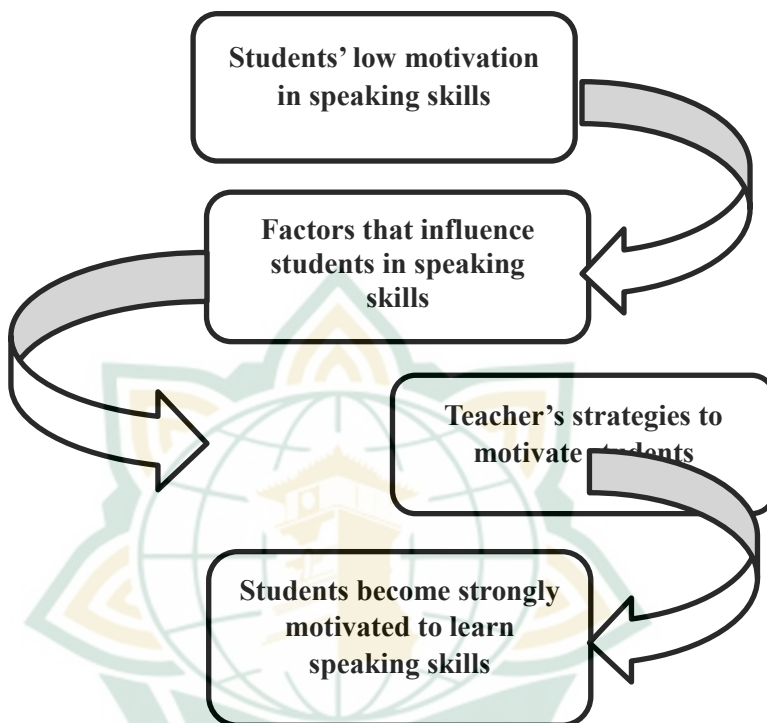 Students’ low motivation
in speaking skills
Factors that influence
students in speaking
skills
Teacher’s strategies to
motivate students
Students become strongly
motivated to learn
speaking skills